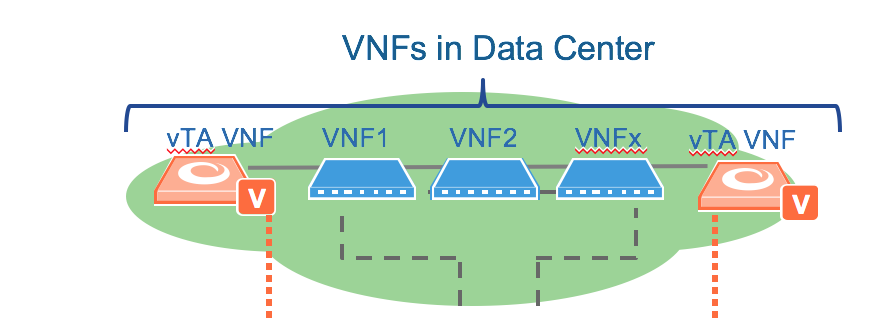 VNFs in Data Center
vTA VNF
VNF1
VNF2
VNFx
vTA VNF
V
V